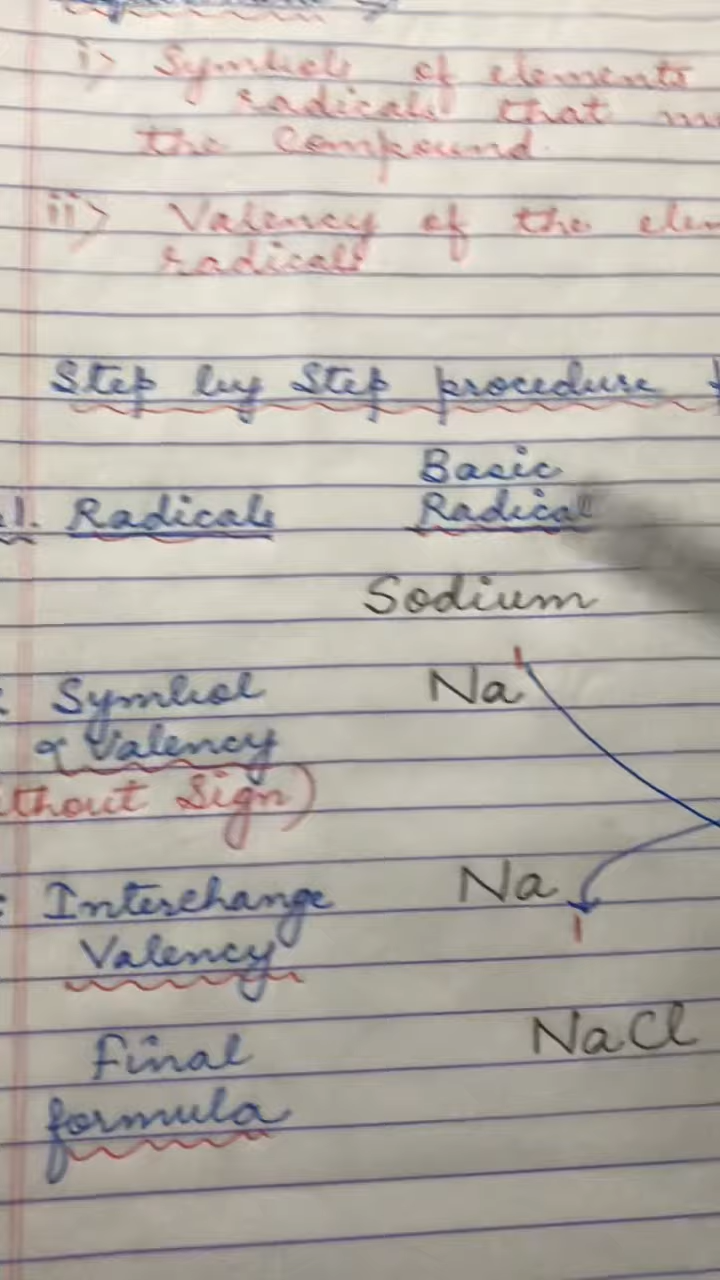 i> Symbols of elements
radicals that
the Compound.
ii> Valency of the
radicals
Step by Step procedure
Basic
1. Radicals Radical
Sodium
Symbol Na 1
& Valency
thout Sign)
Interchange Na 1
Valency
Final NaCl
formula